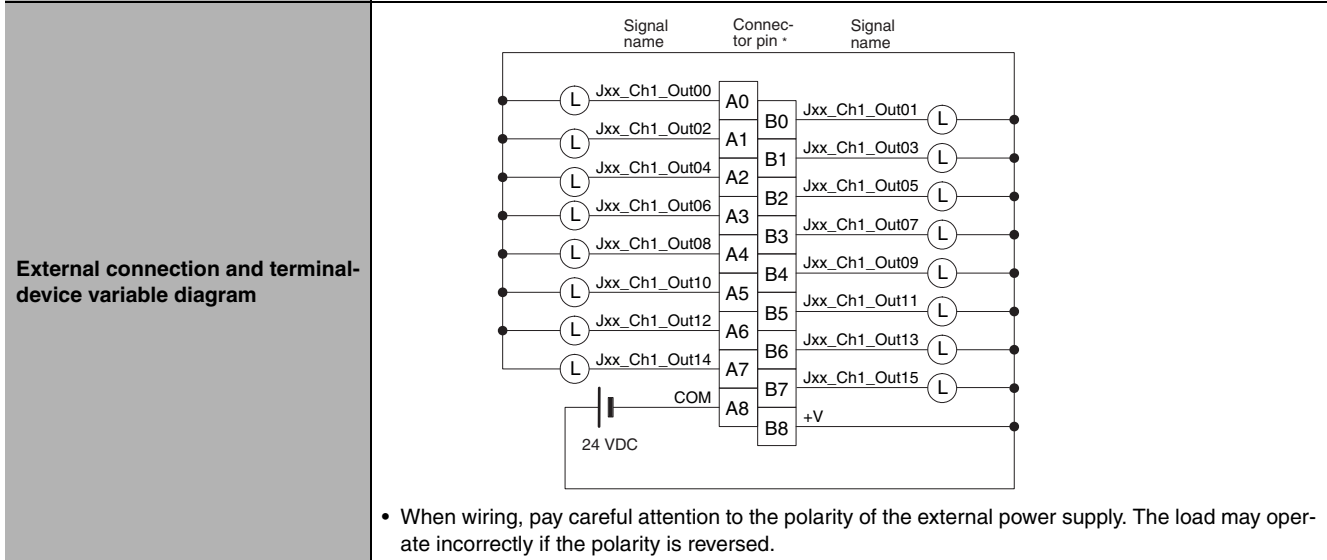 External connection and terminal-
device variable diagram
Signal
name
Connec-
tor pin *
Signal
name
L Jxx_Ch1_Out00 A0
B0 Jxx_Ch1_Out01 L
L Jxx_Ch1_Out02 A1
B1 Jxx_Ch1_Out03 L
L Jxx_Ch1_Out04 A2
B2 Jxx_Ch1_Out05 L
L Jxx_Ch1_Out06 A3
B3 Jxx_Ch1_Out07 L
L Jxx_Ch1_Out08 A4
B4 Jxx_Ch1_Out09 L
L Jxx_Ch1_Out10 A5
B5 Jxx_Ch1_Out11 L
L Jxx_Ch1_Out12 A6
B6 Jxx_Ch1_Out13 L
L Jxx_Ch1_Out14 A7
B7 Jxx_Ch1_Out15 L
COM A8
B8 +V
24 VDC
• When wiring, pay careful attention to the polarity of the external power supply. The load may oper-
ate incorrectly if the polarity is reversed.